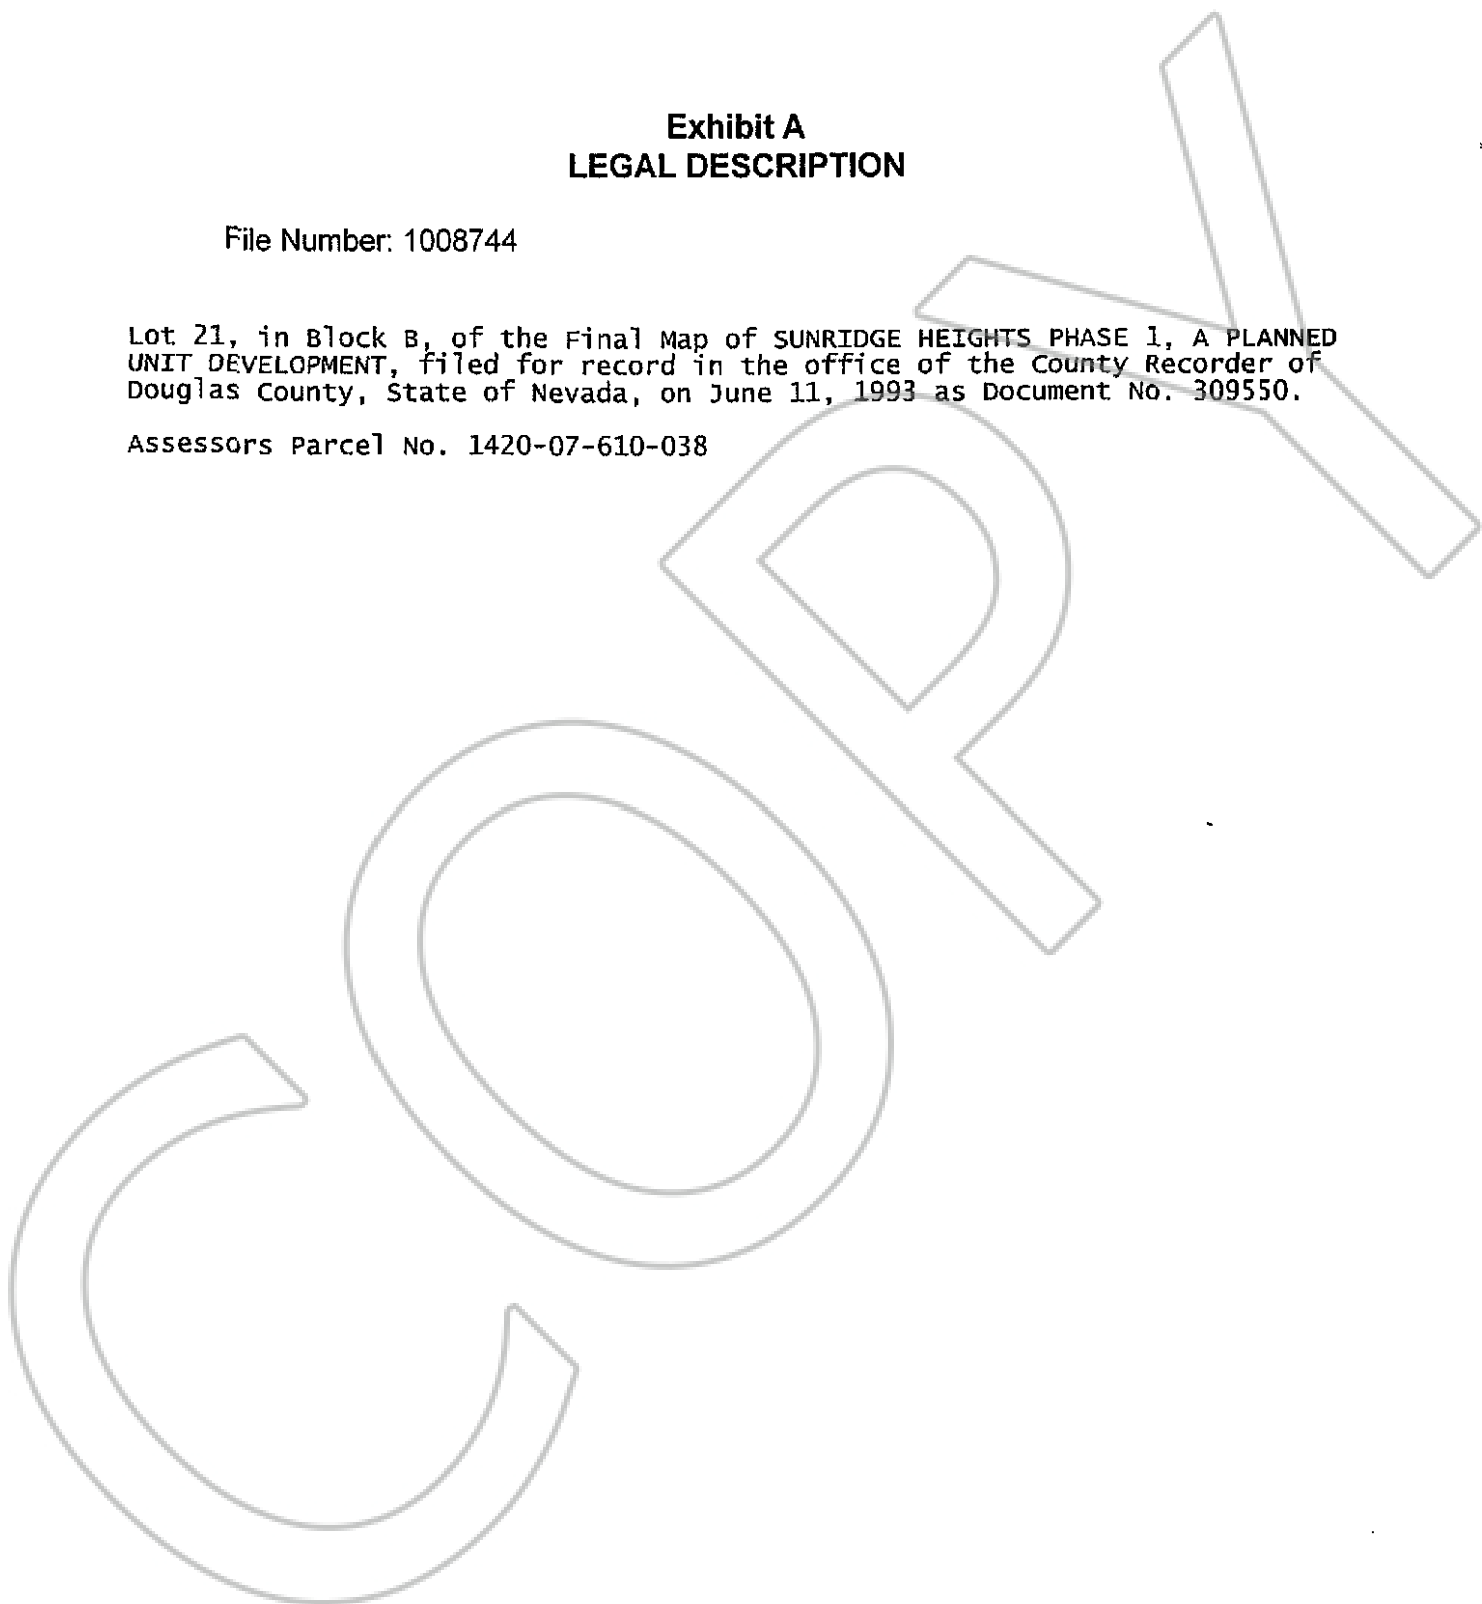 Exhibit A
LEGAL DESCRIPTION
File Number: 1008744
Lot 21, in Block B, of the Final Map of SUNRIDGE HEIGHTS PHASE 1, A PLANNED
UNIT DEVELOPMENT, filed for record in the office of the County Recorder of
Douglas County, State of Nevada, on June 11, 1993 as Document No. 309550.
Assessors Parcel No. 1420-07-610-038
COPY